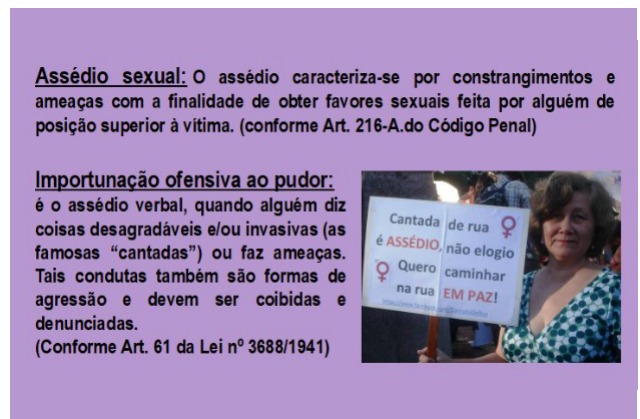 Assédio sexual: O assédio caracteriza-se por constrangimentos e
ameaças com a finalidade de obter favores sexuais feita por alguém de
posição superior à vítima. (conforme Art. 216-A.do Código Penal)
Importunação ofensiva ao pudor:
é o assédio verbal, quando alguém diz
coisas desagradáveis e/ou invasivas (as
famosas “cantadas”) ou faz ameaças.
Tais condutas também são formas de
agressão e devem ser coibidas e
denunciadas.
(Conforme Art. 61 da Lei nº 3688/1941)
Cantada de rua
é ASSÉDIO, não elogio
Quero caminhar
na rua EM PAZ!